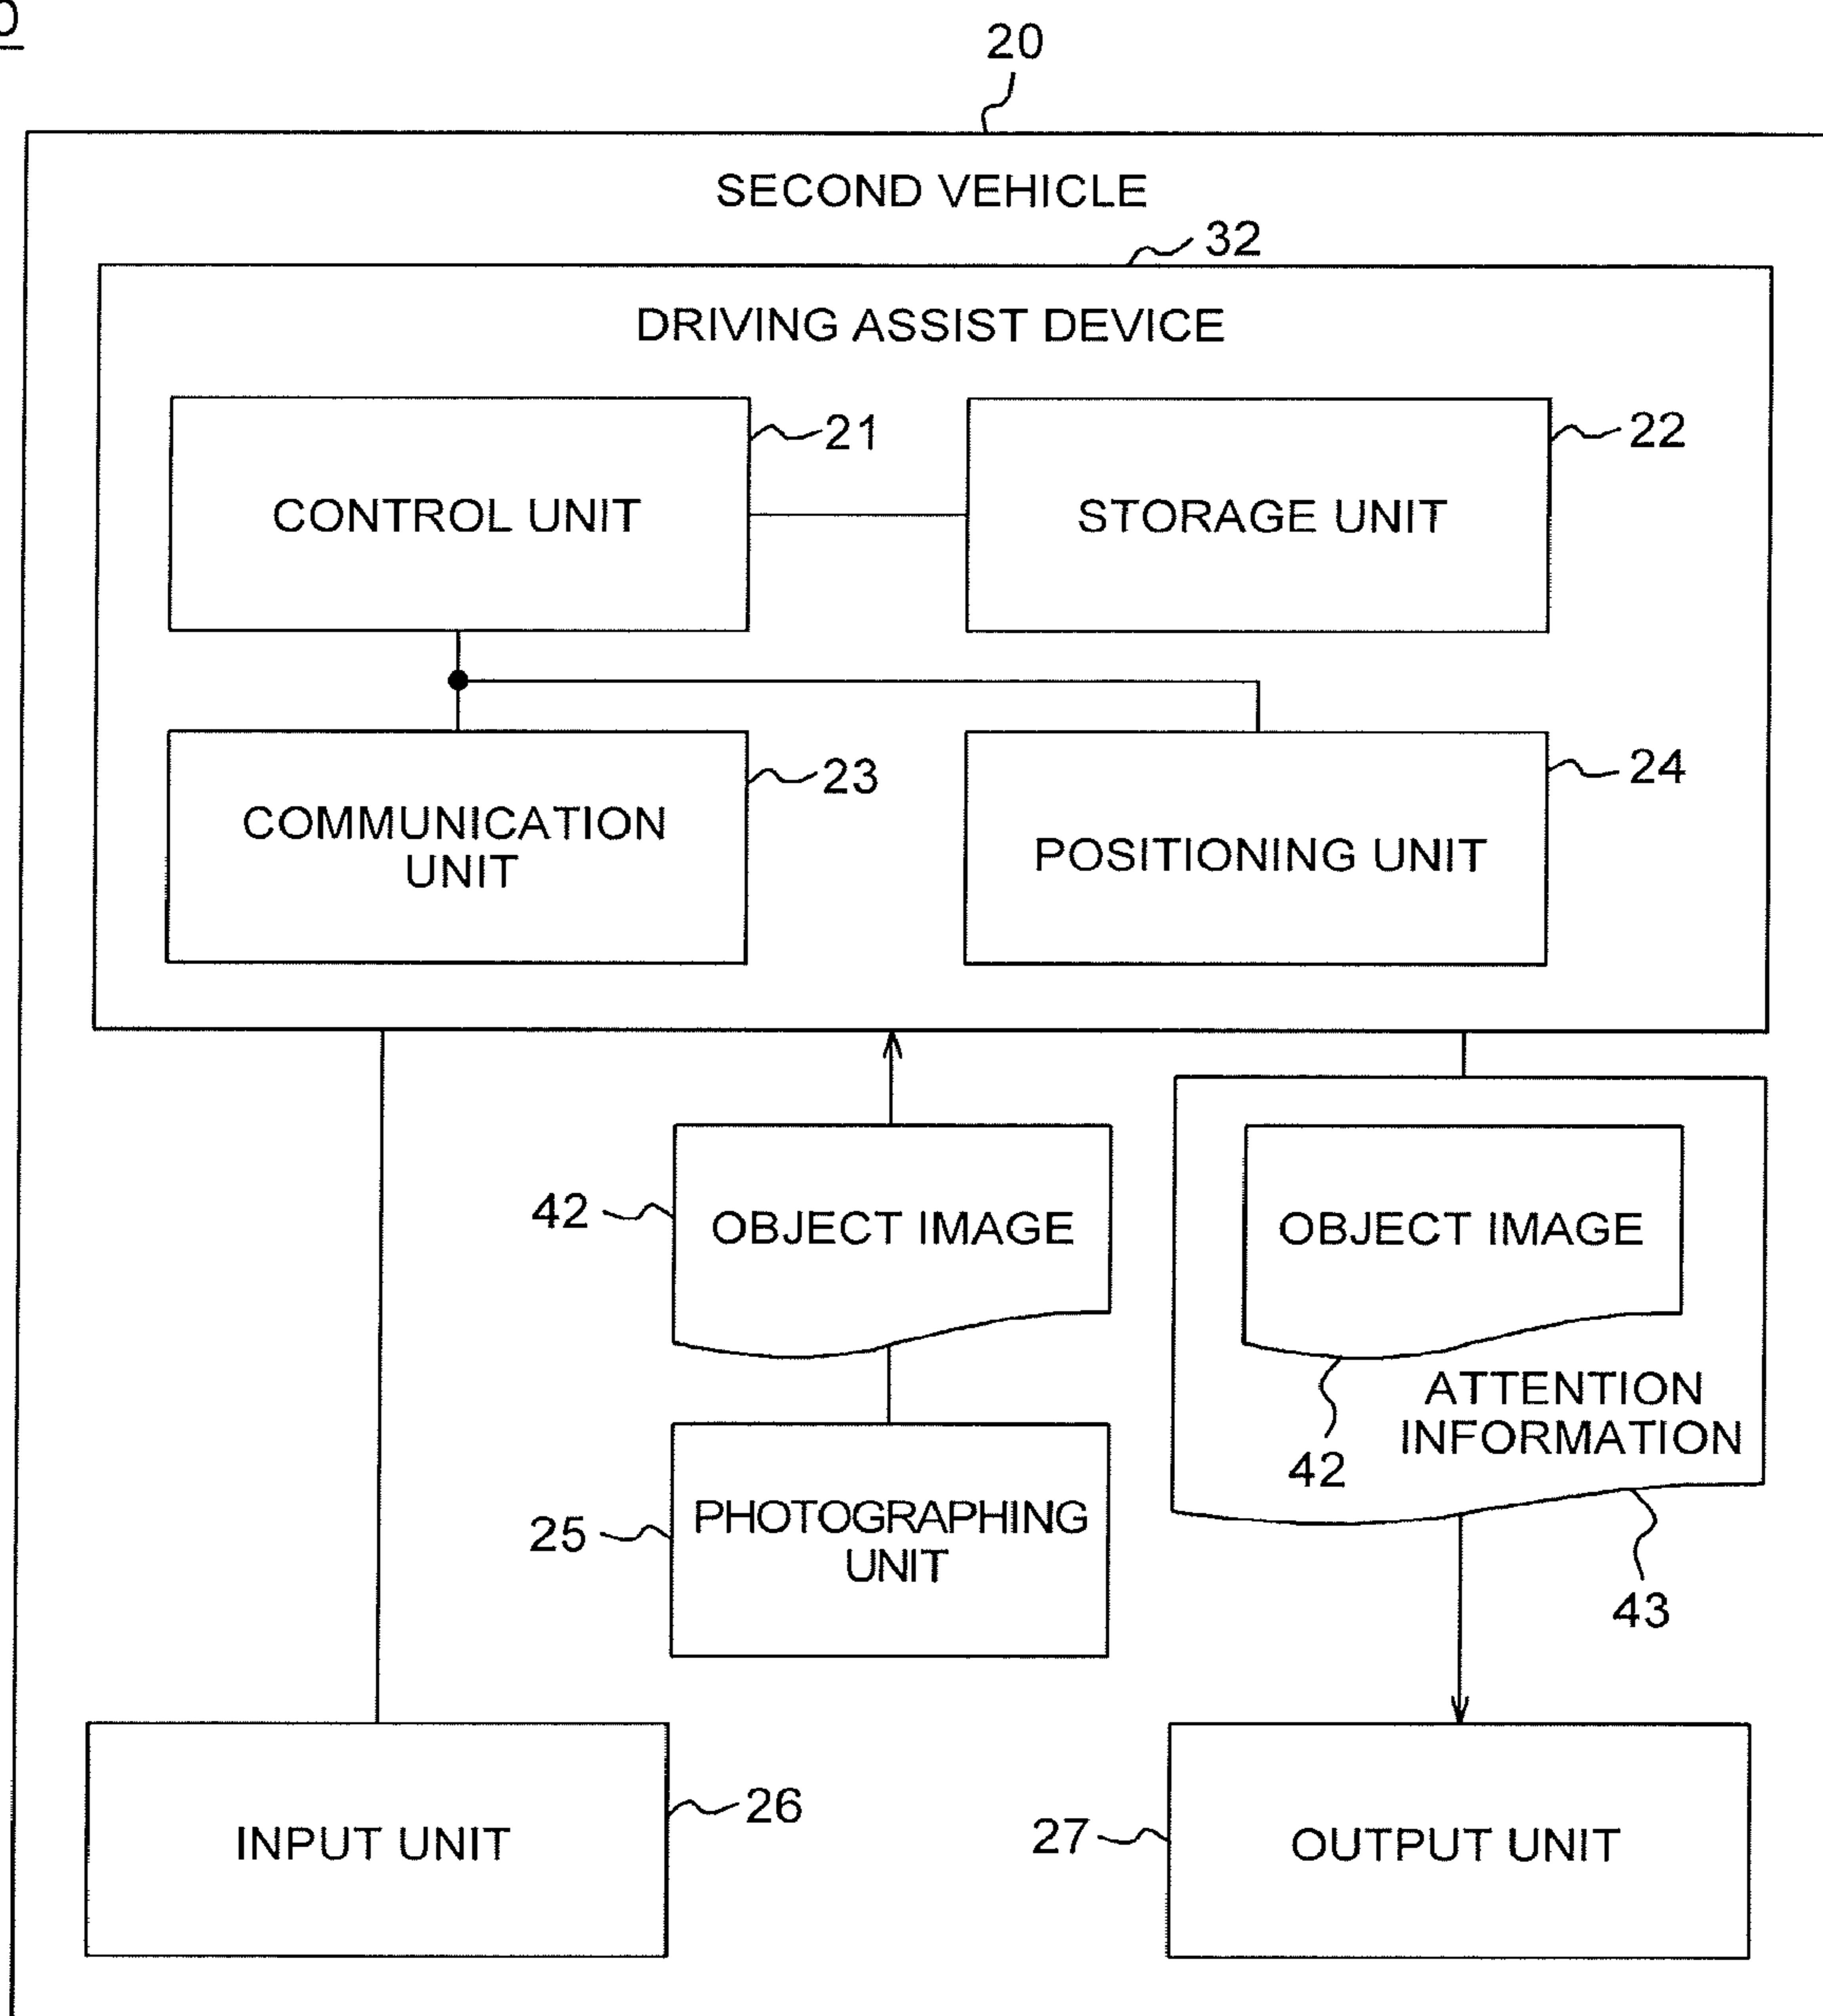 0
20
SECOND VEHICLE
32
DRIVING ASSIST DEVICE
21
22
CONTROL UNIT
STORAGE UNIT
23
24
COMMUNICATION
UNIT
POSITIONING UNIT
42
OBJECT IMAGE
OBJECT IMAGE
ATTENTION
INFORMATION
42
25
PHOTOGRAPHING
UNIT
43
26
INPUT UNIT
27
OUTPUT UNIT